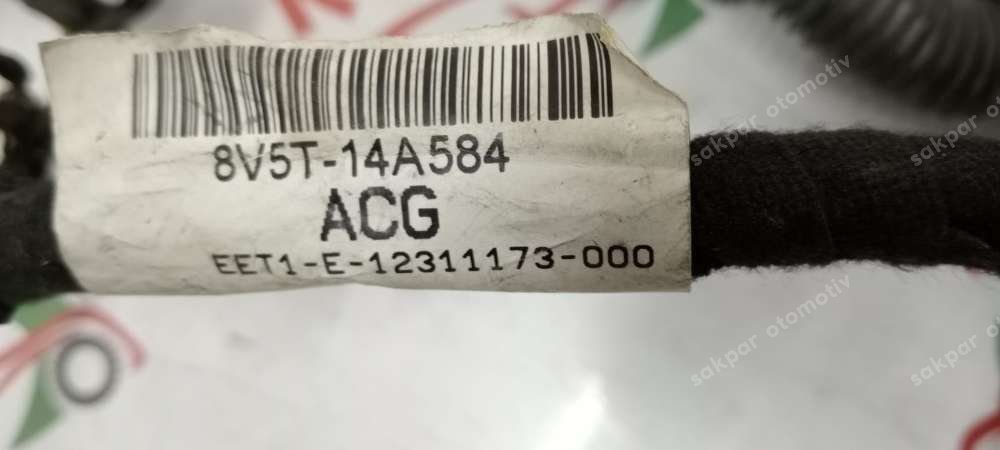 8V5T-14A584
ACG
EET1-E-12311173-000
sakpar otomotiv
sakpar otomotiv
sakpar otomotiv
sakpar otomotiv